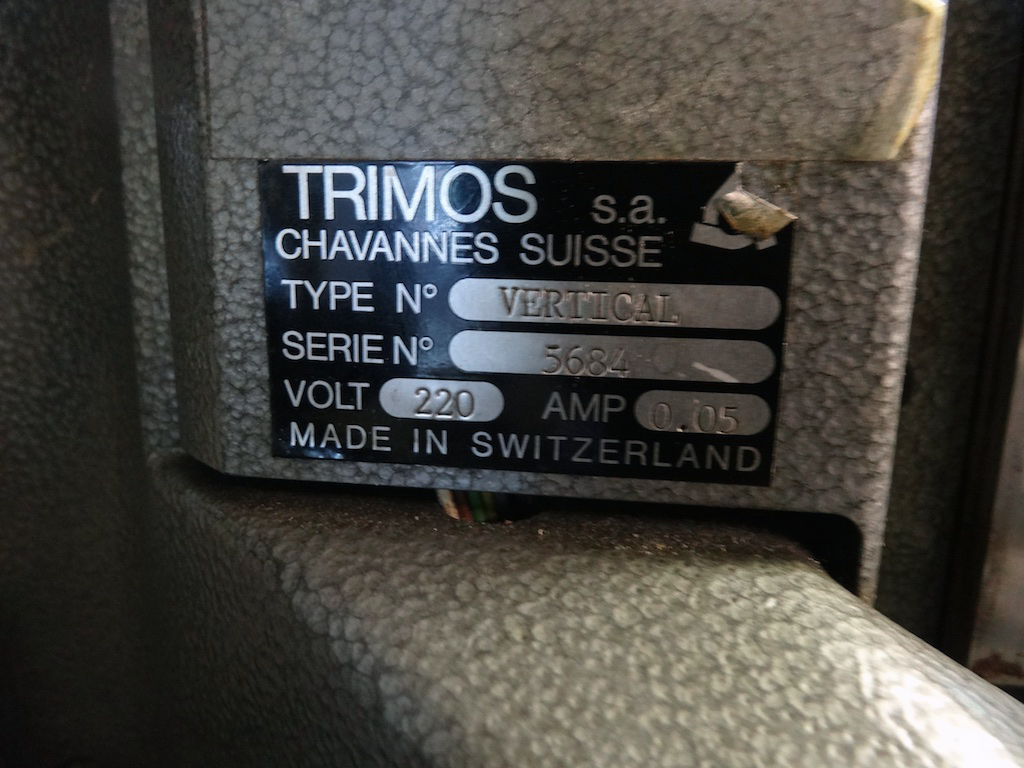 TRIMOS s.a.
CHAVANNES SUISSE
TYPE N° VERTICAL
SERIE N° 5684
VOLT 220 AMP 0.05
MADE IN SWITZERLAND